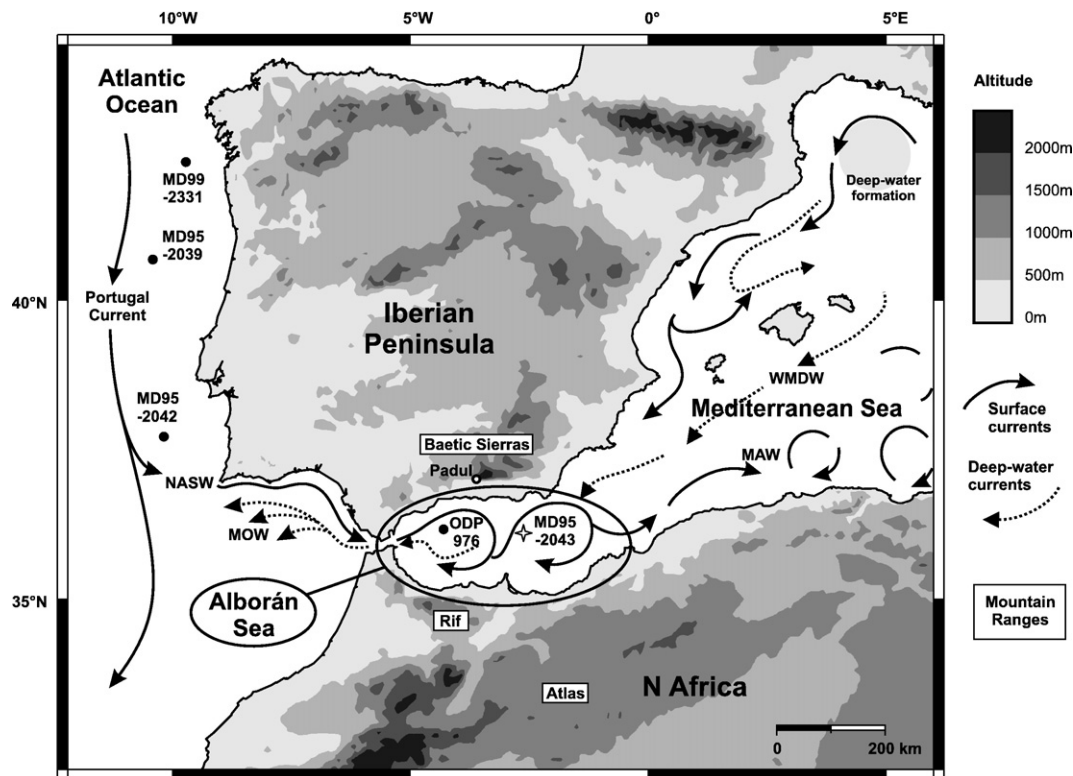 10°W
5°W
0°
5°E
40°N
35°N
Atlantic
Ocean
MD99
-2331
MD95
-2039
Portugal
Current
MD95
-2042
NASW
MOW
Iberian
Peninsula
Baetic Sierras
Padul
ODP
976
MD95
-2043
Alborán
Sea
Rif
Atlas
N Africa
Deep-water
formation
WMDW
Mediterranean Sea
MAW
0
200 km
Altitude
2000m
1500m
1000m
500m
0m
Surface
currents
Deep-water
currents
Mountain
Ranges